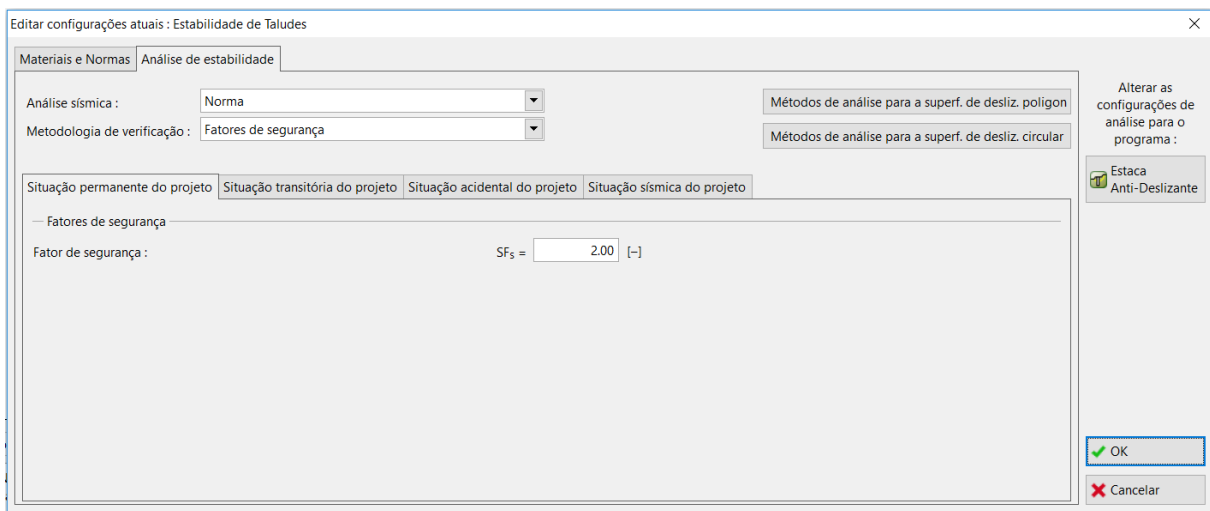 Editar configurações atuais : Estabilidade de Taludes
Materiais e Normas
Análise de estabilidade
Análise sísmica :
Norma
Metodologia de verificação :
Fatores de segurança
Métodos de análise para a superf. de desliz. poligon
Métodos de análise para a superf. de desliz. circular
Situação permanente do projeto
Situação transitória do projeto
Situação acidental do projeto
Situação sísmica do projeto
Fatores de segurança
Fator de segurança :
SFs =
2.00
[–]
Alterar as
configurações de
análise para o
programa :
Estaca
Anti-Deslizante
OK
Cancelar